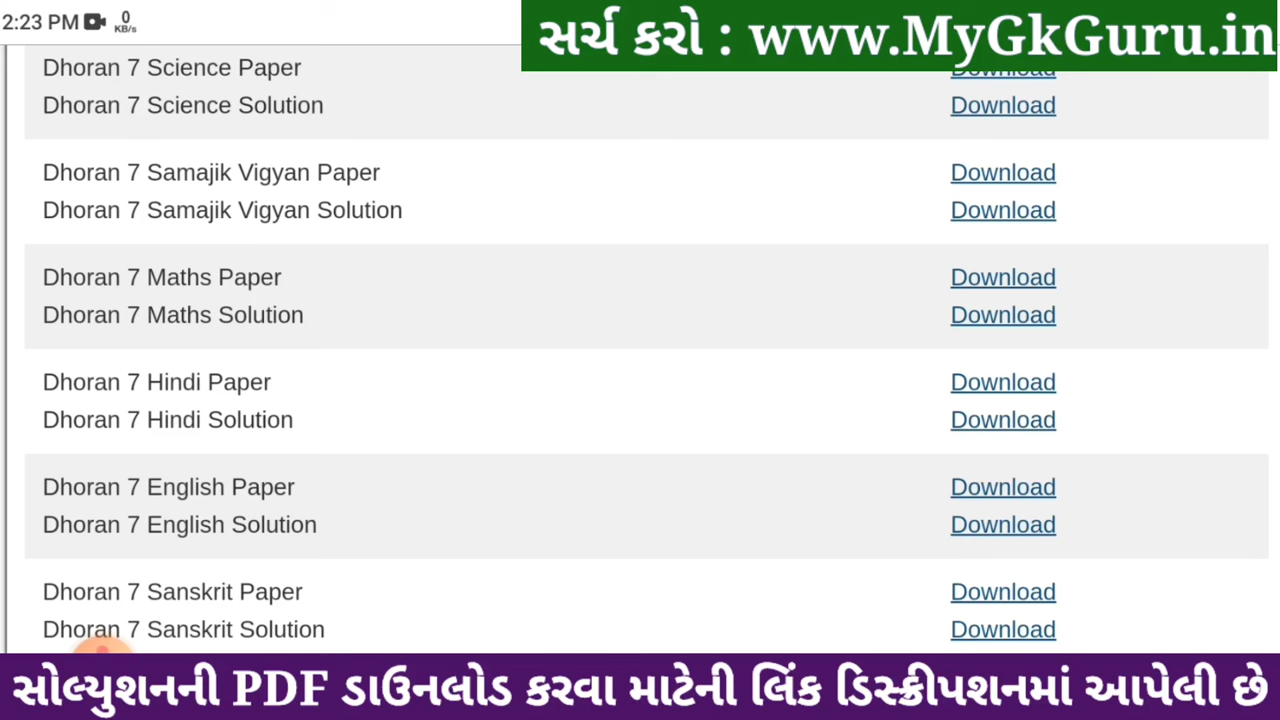 2:23 PM 0 KB/s
સર્ચ કરો : www.MyGkGuru.in
Dhoran 7 Science Paper Download
Dhoran 7 Science Solution Download
Dhoran 7 Samajik Vigyan Paper Download
Dhoran 7 Samajik Vigyan Solution Download
Dhoran 7 Maths Paper Download
Dhoran 7 Maths Solution Download
Dhoran 7 Hindi Paper Download
Dhoran 7 Hindi Solution Download
Dhoran 7 English Paper Download
Dhoran 7 English Solution Download
Dhoran 7 Sanskrit Paper Download
Dhoran 7 Sanskrit Solution Download
સોલ્યુશનની PDF ડાઉનલોડ કરવા માટેની લિંક ડિસ્ક્રીપશનમાં આપેલી છે